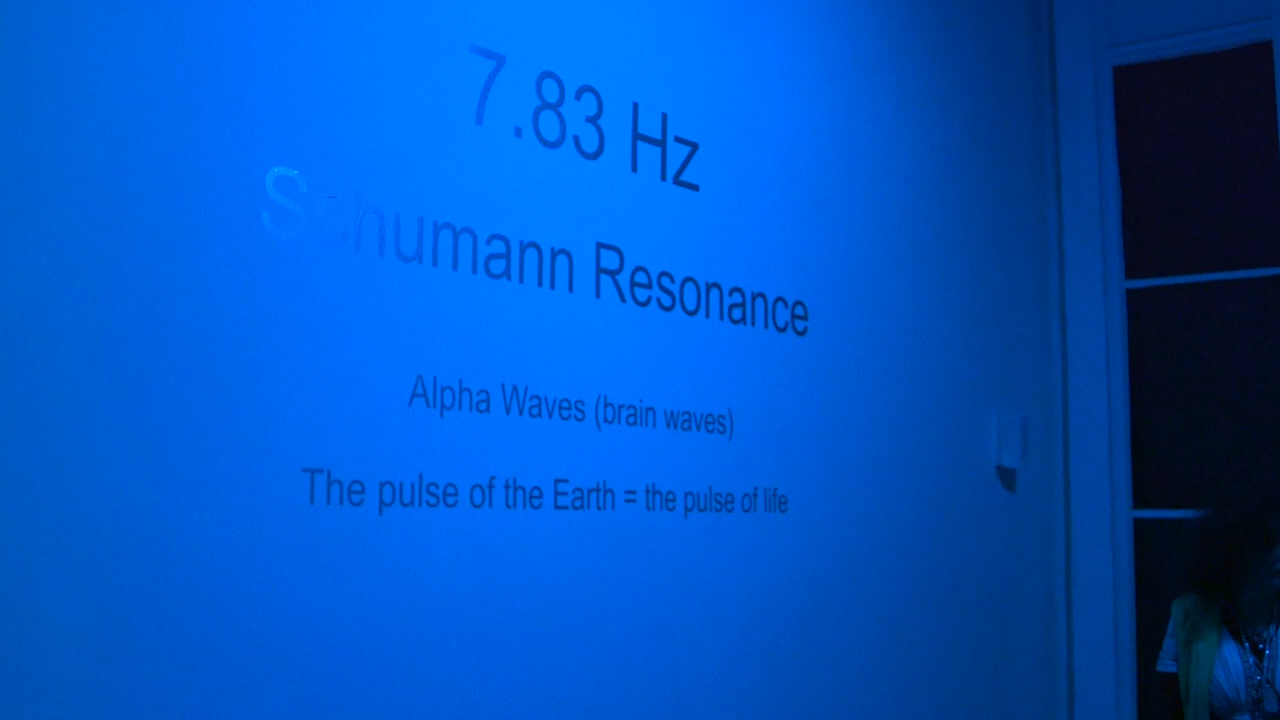 7.83 Hz
Schumann Resonance
Alpha Waves (brain waves)
The pulse of the Earth = the pulse of life